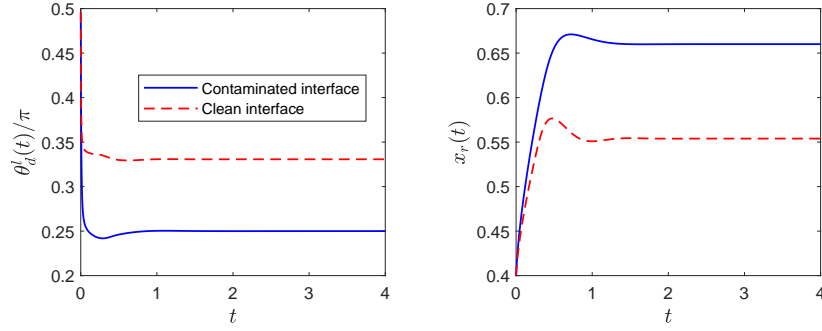 θ_d^l(t)/π
0.5
0.45
0.4
0.35
0.3
0.25
0.2
0 1 2 3 4
t
Contaminated interface
Clean interface
x_r(t)
0.7
0.65
0.6
0.55
0.5
0.45
0.4
0 1 2 3 4
t